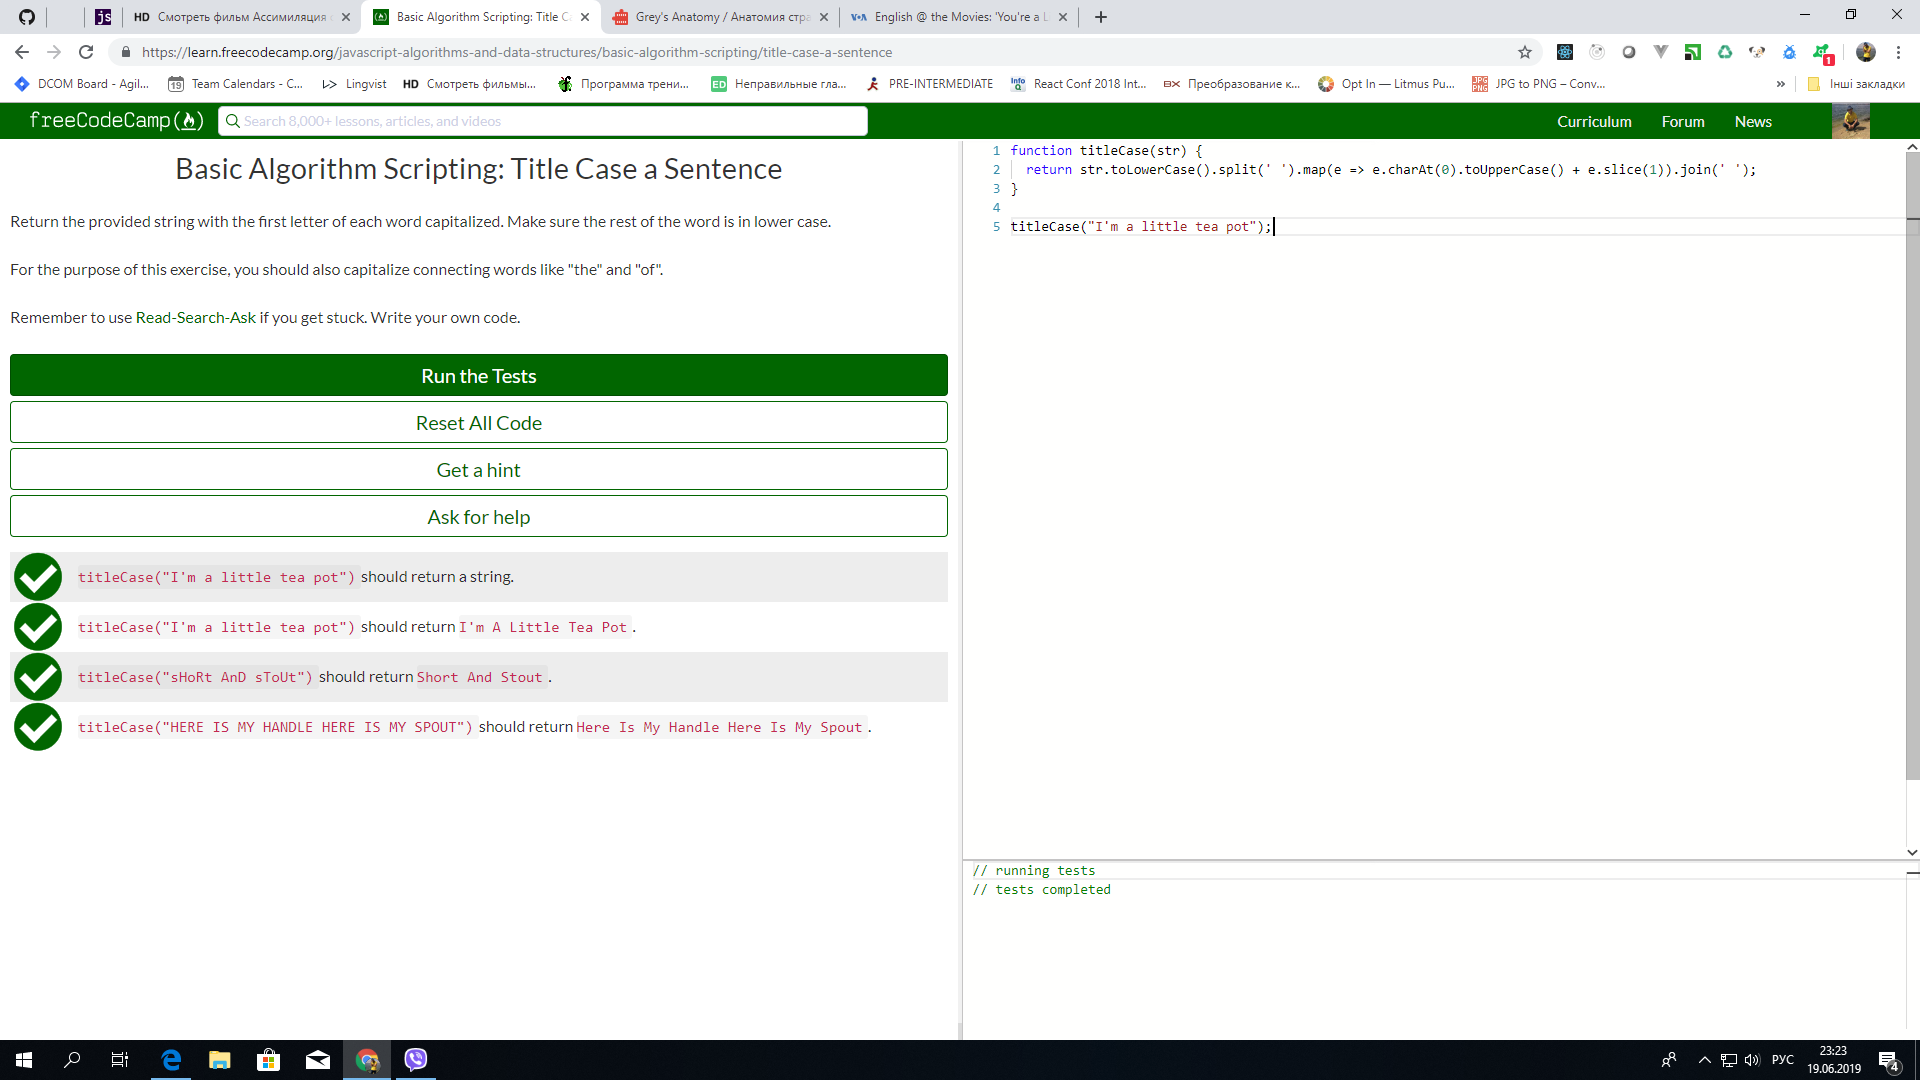 js
HD Смотреть фильм Ассимиляция
Basic Algorithm Scripting: Title C
Grey's Anatomy / Анатомия стра
VOA English @ the Movies: 'You're a L
https://learn.freecodecamp.org/javascript-algorithms-and-data-structures/basic-algorithm-scripting/title-case-a-sentence
1
DCOM Board - Agil...
19 Team Calendars - C...
Lingvist
HD Смотреть фильмы...
Программа трени...
ED Неправильные гла...
PRE-INTERMEDIATE
React Conf 2018 Int...
Преобразование к...
Opt In — Litmus Pu...
JPG to PNG – Conv...
»
Інші закладки
freeCodeCamp
Search 8,000+ lessons, articles, and videos
Curriculum
Forum
News
Basic Algorithm Scripting: Title Case a Sentence
Return the provided string with the first letter of each word capitalized. Make sure the rest of the word is in lower case.
For the purpose of this exercise, you should also capitalize connecting words like "the" and "of".
Remember to use Read-Search-Ask if you get stuck. Write your own code.
Run the Tests
Reset All Code
Get a hint
Ask for help
titleCase("I'm a little tea pot") should return a string.
titleCase("I'm a little tea pot") should return I'm A Little Tea Pot .
titleCase("sHoRt AnD sToUt") should return Short And Stout .
titleCase("HERE IS MY HANDLE HERE IS MY SPOUT") should return Here Is My Handle Here Is My Spout .
1 function titleCase(str) {
2 return str.toLowerCase().split(' ').map(e => e.charAt(0).toUpperCase() + e.slice(1)).join(' ');
3 }
4
5 titleCase("I'm a little tea pot");
// running tests
// tests completed
РУС
23:23
19.06.2019
4